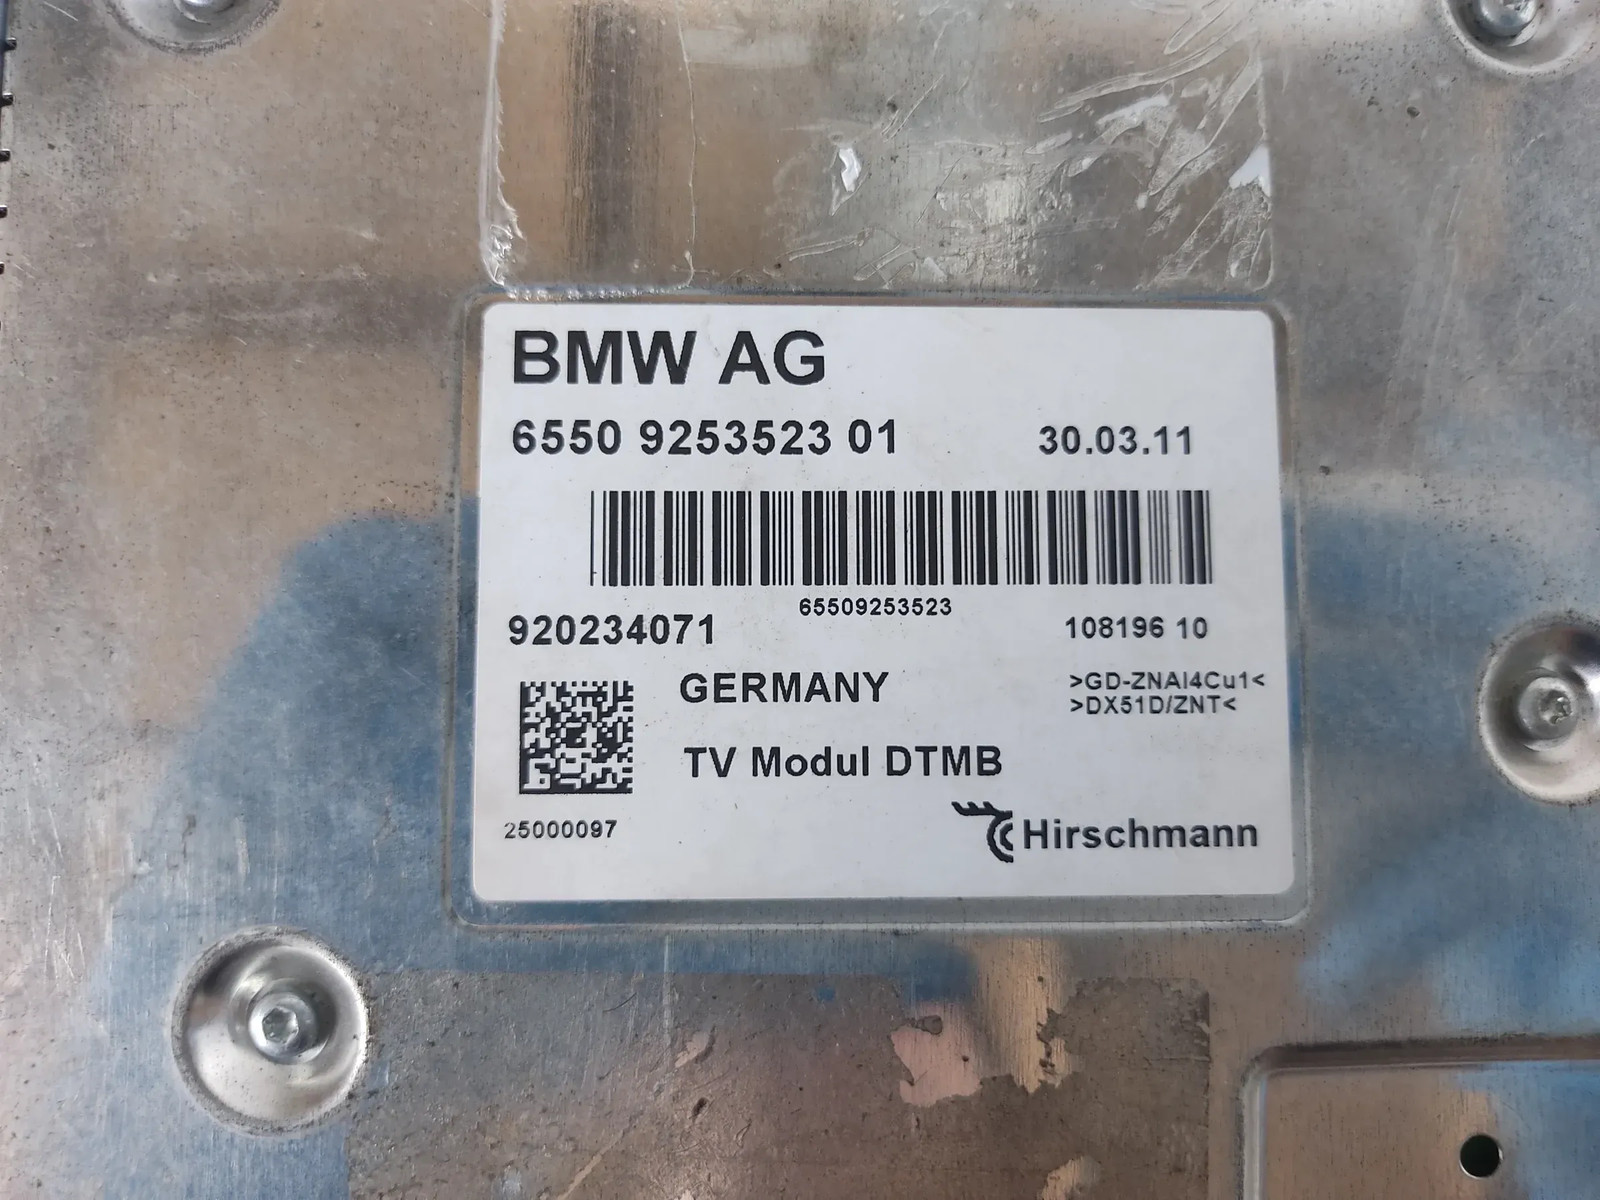 BMW AG
6550 9253523 01 30.03.11
65509253523
920234071 108196 10
GERMANY >GD-ZNAl4Cu1<
>DX51D/ZNT<
TV Modul DTMB
25000097 Hirschmann